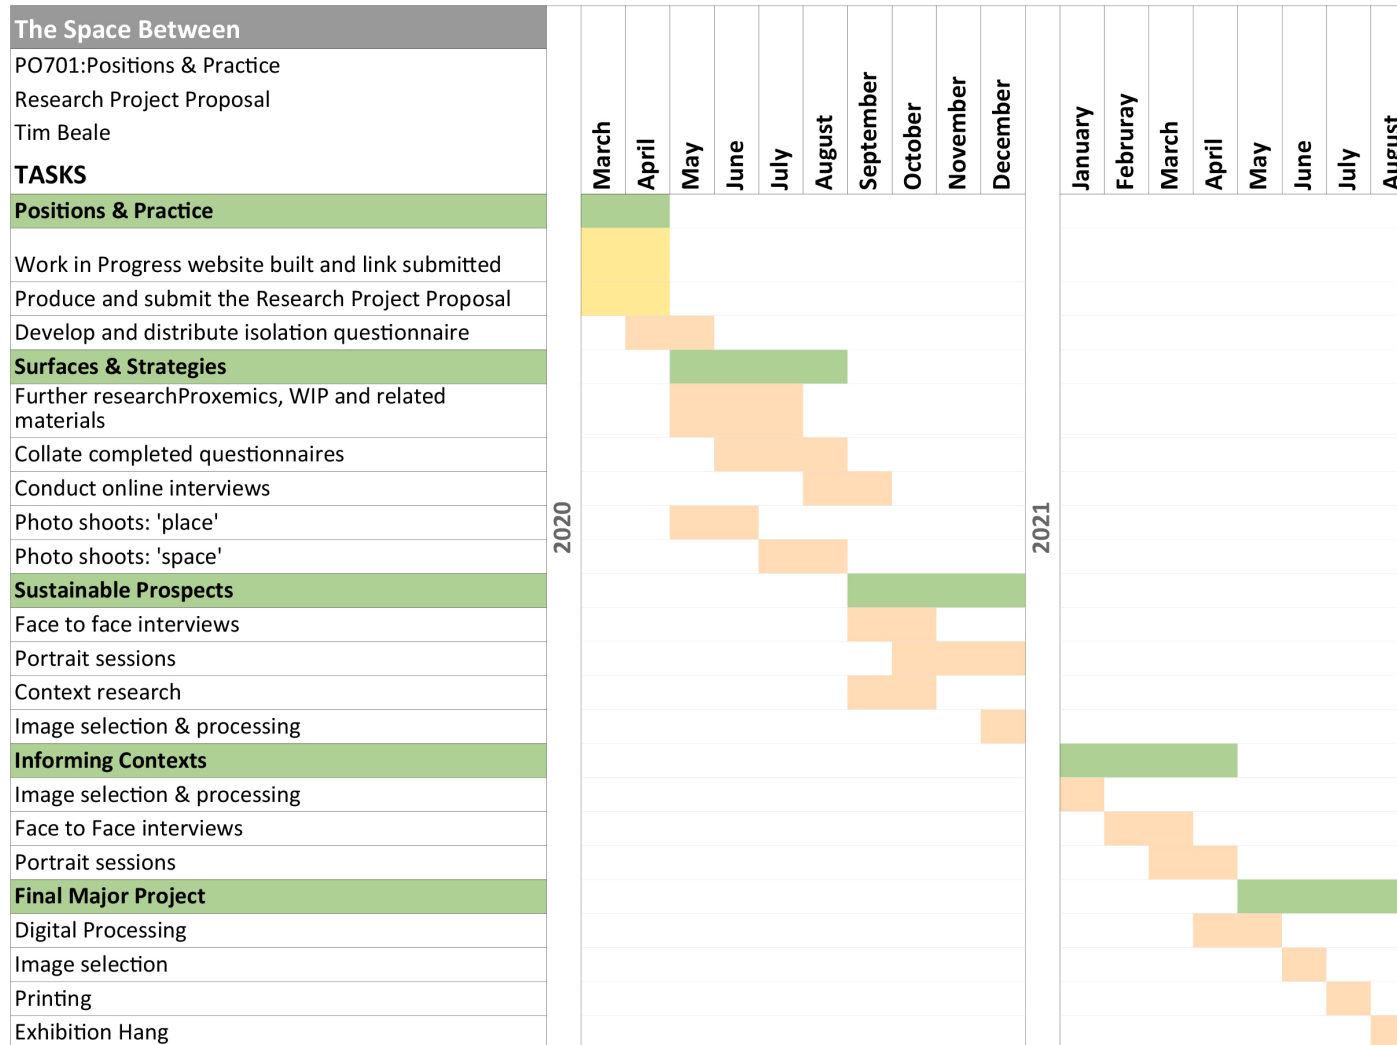 The Space Between
PO701:Positions & Practice
Research Project Proposal
Tim Beale
TASKS
March
April
May
June
July
August
September
October
November
December
January
Februray
March
April
May
June
July
August
Positions & Practice
Work in Progress website built and link submitted
Produce and submit the Research Project Proposal
Develop and distribute isolation questionnaire
Surfaces & Strategies
Further researchProxemics, WIP and related
materials
Collate completed questionnaires
Conduct online interviews
Photo shoots: 'place'
Photo shoots: 'space'
2020
2021
Sustainable Prospects
Face to face interviews
Portrait sessions
Context research
Image selection & processing
Informing Contexts
Image selection & processing
Face to Face interviews
Portrait sessions
Final Major Project
Digital Processing
Image selection
Printing
Exhibition Hang